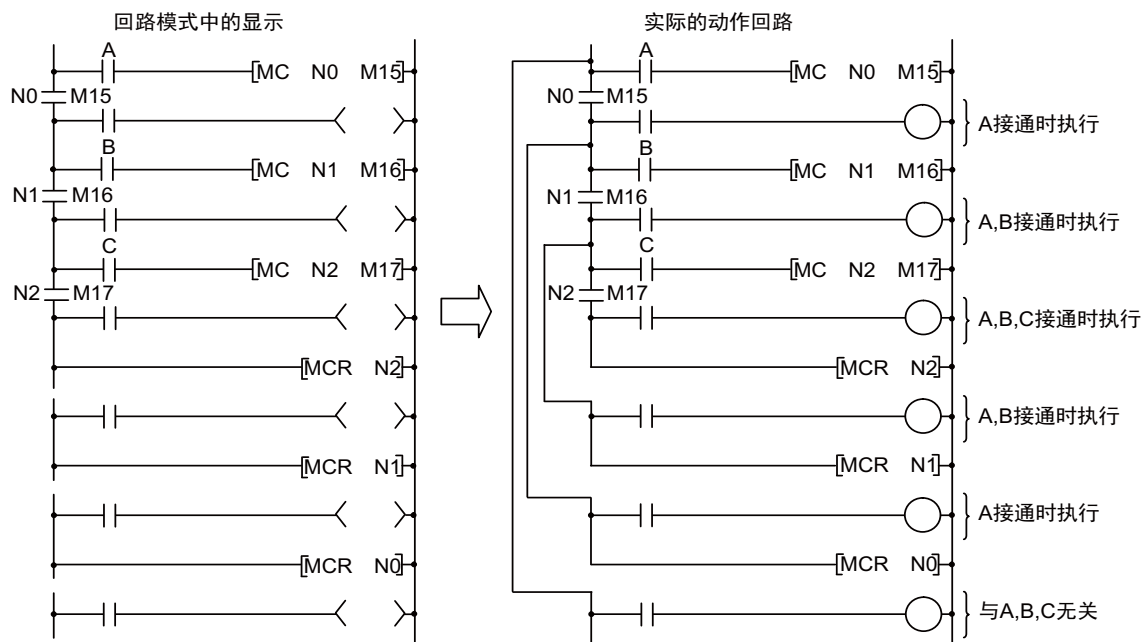 回路模式中的显示
A
[MC N0 M15]
N0 M15
B
[MC N1 M16]
N1 M16
C
[MC N2 M17]
N2 M17
[MCR N2]
[MCR N1]
[MCR N0]
实际的动作回路
A
[MC N0 M15]
N0 M15
A接通时执行
B
[MC N1 M16]
N1 M16
A,B接通时执行
C
[MC N2 M17]
N2 M17
A,B,C接通时执行
[MCR N2]
A,B接通时执行
[MCR N1]
A接通时执行
[MCR N0]
与A,B,C无关